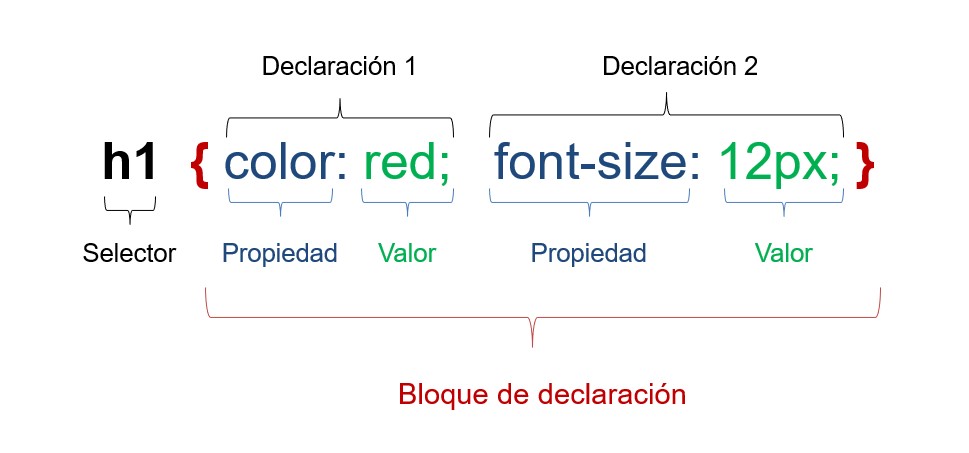 Declaración 1 Declaración 2
h1 { color: red; font-size: 12px; }
Selector Propiedad Valor Propiedad Valor
Bloque de declaración